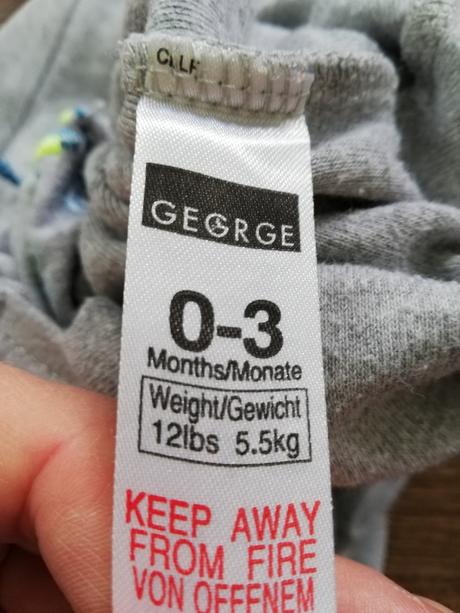 GEORGE
0-3
Months/Monate
Weight/Gewicht
12lbs 5.5kg
KEEP AWAY
FROM FIRE
VON OFFENEM